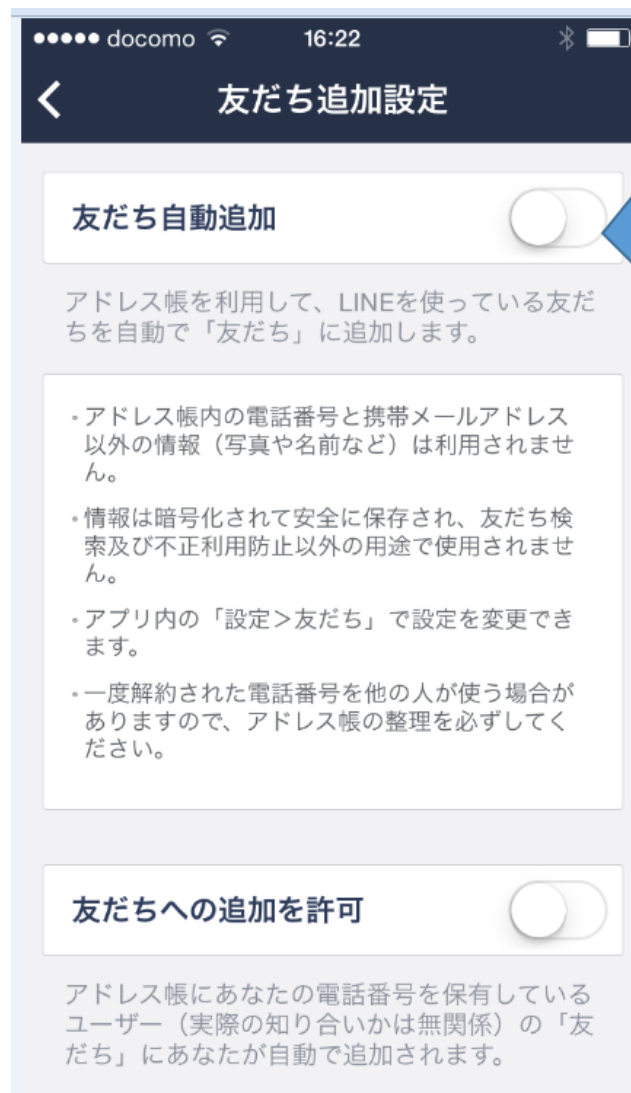 docomo 16:22
友だち追加設定
友だち自動追加
アドレス帳を利用して、LINEを使っている友だ
ちを自動で「友だち」に追加します。
・アドレス帳内の電話番号と携帯メールアドレス
以外の情報（写真や名前など）は利用されませ
ん。
・情報は暗号化されて安全に保存され、友だち検
索及び不正利用防止以外の用途で使用されませ
ん。
・アプリ内の「設定＞友だち」で設定を変更でき
ます。
・一度解約された電話番号を他の人が使う場合が
ありますので、アドレス帳の整理を必ずしてく
ださい。
友だちへの追加を許可
アドレス帳にあなたの電話番号を保有している
ユーザー（実際の知り合いかは無関係）の「友
だち」にあなたが自動で追加されます。